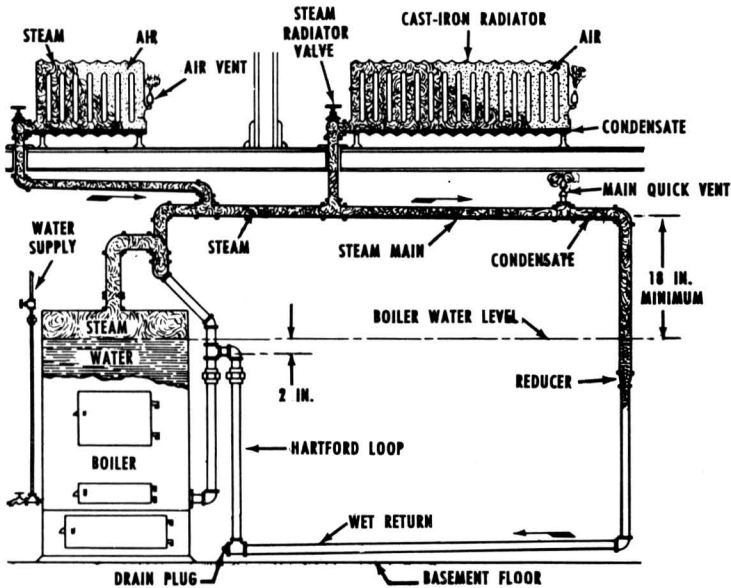 STEAM
AIR
AIR VENT
STEAM
RADIATOR
VALVE
CAST-IRON RADIATOR
AIR
CONDENSATE
MAIN QUICK VENT
WATER
SUPPLY
STEAM
STEAM MAIN
CONDENSATE
18 IN.
MINIMUM
STEAM
WATER
BOILER WATER LEVEL
2 IN.
REDUCER
BOILER
HARTFORD LOOP
WET RETURN
DRAIN PLUG
BASEMENT FLOOR